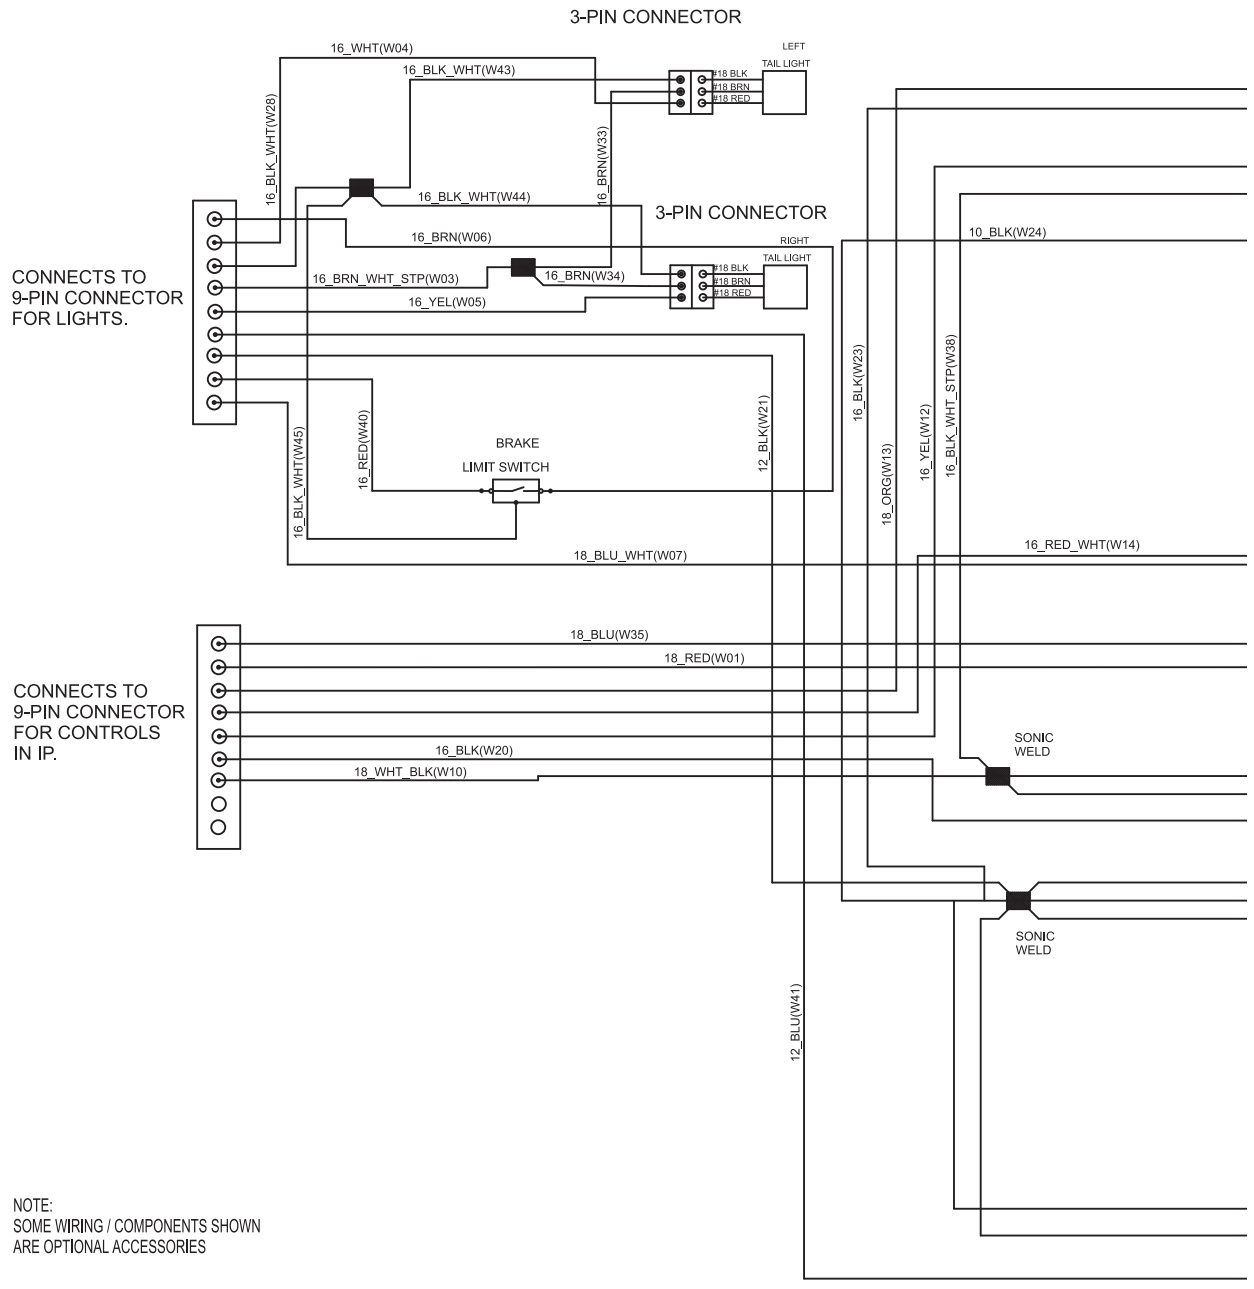 3-PIN CONNECTOR
16_WHT(W04)
LEFT
TAIL LIGHT
16_BLK_WHT(W43)
#18 BLK
#18 BRN
#18 RED
16_BLK_WHT(W28)
16_BRN(W33)
16_BLK_WHT(W44)
3-PIN CONNECTOR
16_BRN(W06)
RIGHT
TAIL LIGHT
10_BLK(W24)
#18 BLK
#18 BRN
#18 RED
16_BRN_WHT_STP(W03)
16_BRN(W34)
16_YEL(W05)
CONNECTS TO
9-PIN CONNECTOR
FOR LIGHTS.
16_BLK(W23)
16_BLK_WHT_STP(W38)
16_YEL(W12)
18_ORG(W13)
12_BLK(W21)
16_RED(W40)
16_BLK_WHT(W45)
BRAKE
LIMIT SWITCH
16_RED_WHT(W14)
18_BLU_WHT(W07)
18_BLU(W35)
18_RED(W01)
CONNECTS TO
9-PIN CONNECTOR
FOR CONTROLS
IN IP.
16_BLK(W20)
18_WHT_BLK(W10)
SONIC
WELD
SONIC
WELD
12_BLU(W41)
NOTE:
SOME WIRING / COMPONENTS SHOWN
ARE OPTIONAL ACCESSORIES